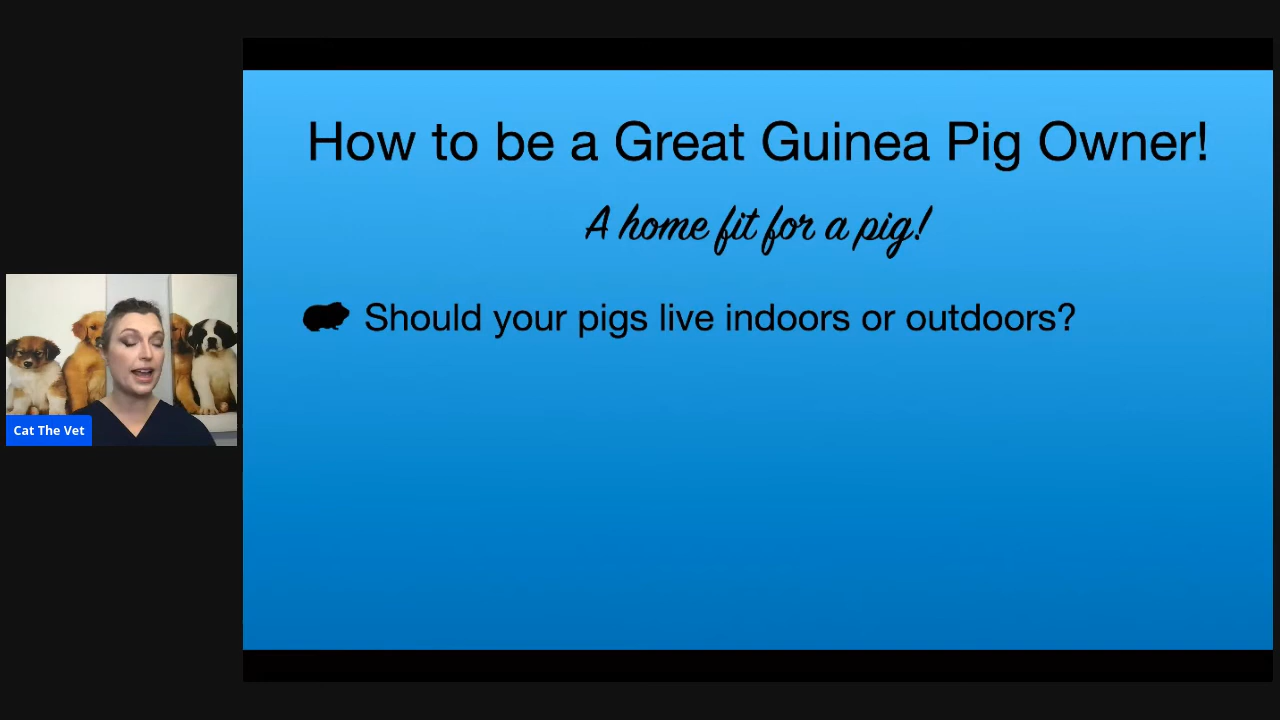 How to be a Great Guinea Pig Owner!
A home fit for a pig!
Should your pigs live indoors or outdoors?
Cat The Vet